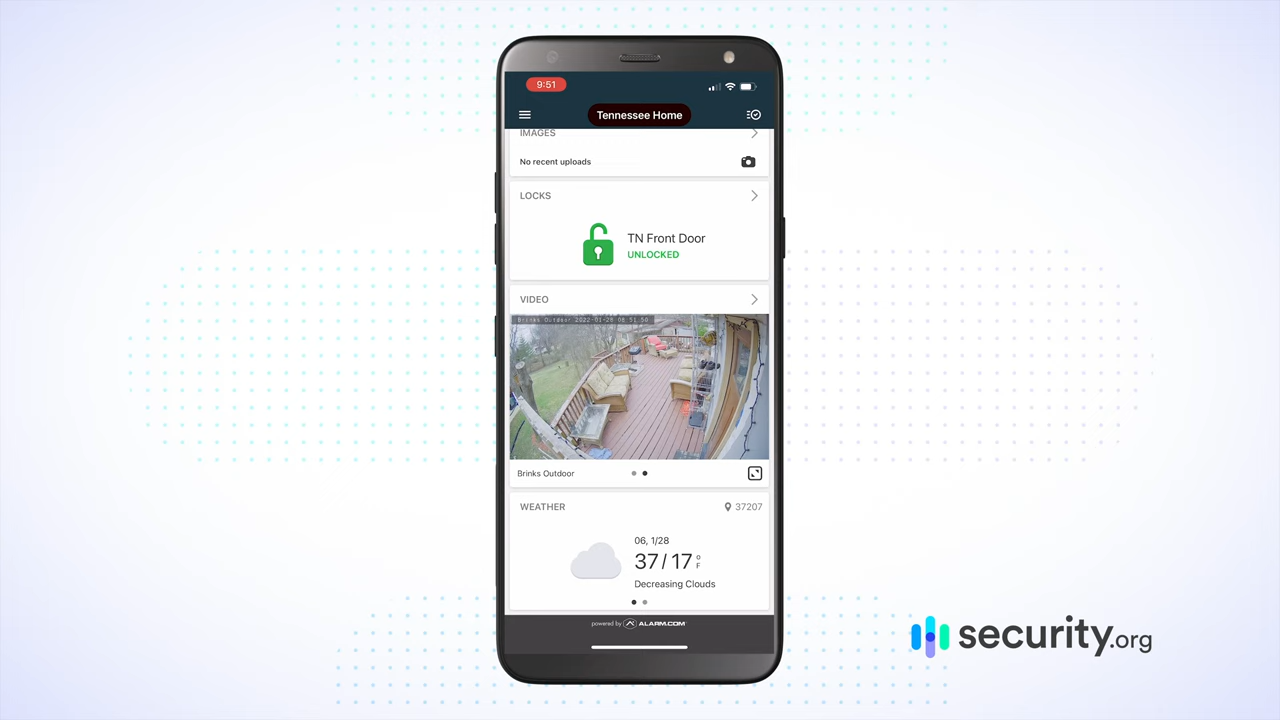 9:51
Tennessee Home
IMAGES
No recent uploads
LOCKS
TN Front Door
UNLOCKED
VIDEO
Brinks Outdoor 2022-01-28 08 51 50
Brinks Outdoor
WEATHER
37207
06, 1/28
37/17 °F
Decreasing Clouds
powered by ALARM.COM
security.org